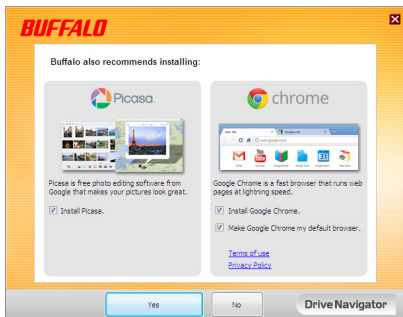 BUFFALO
Buffalo also recommends installing:
Picasa
Picasa is free photo editing software from
Google that makes your pictures look great.
Install Picasa.
chrome
Google Chrome is a fast browser that runs web
pages at lightning speed.
Install Google Chrome.
Make Google Chrome my default browser.
Terms of use
Privacy Policy
Yes
No
DriveNavigator